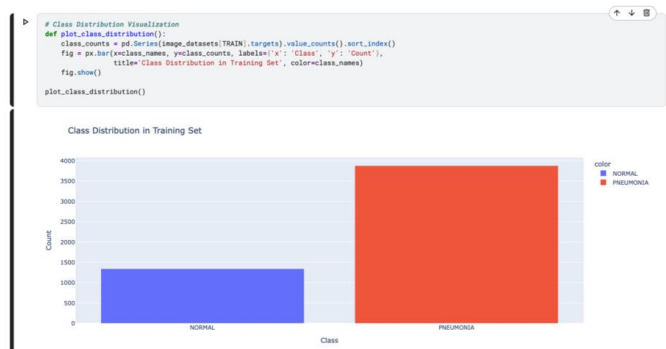 # Class Distribution Visualization
def plot_class_distribution():
class_counts = pd.Series(image_datasets[TRAIN].targets).value_counts().sort_index()
fig = px.bar(x=class_names, y=class_counts, labels={'x': 'Class', 'y': 'Count'},
title='Class Distribution in Training Set', color=class_names)
fig.show()
plot_class_distribution()
Class Distribution in Training Set
4000
3500
3000
2500
2000
1500
1000
500
0
Count
NORMAL
PNEUMONIA
Class
color
NORMAL
PNEUMONIA